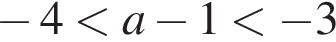 − 4 < a − 1 < −3